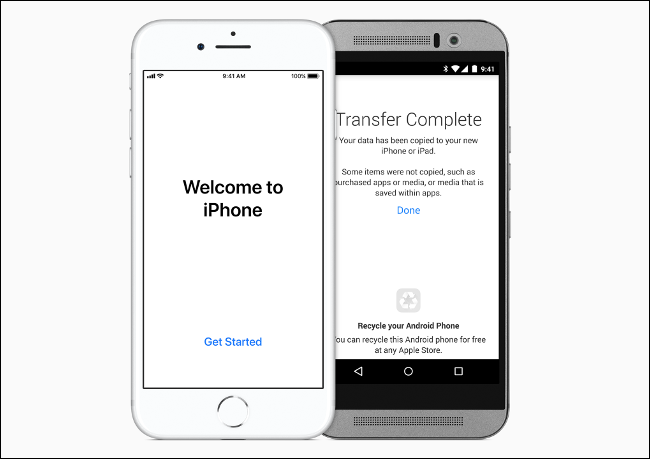 9:41 AM
100%
Welcome to
iPhone
Get Started
9:41
Transfer Complete
Your data has been copied to your new
iPhone or iPad.
Some items were not copied, such as
purchased apps or media, or media that is
saved within apps.
Done
Recycle your Android Phone
ou can recycle this Android phone for free
at any Apple Store.